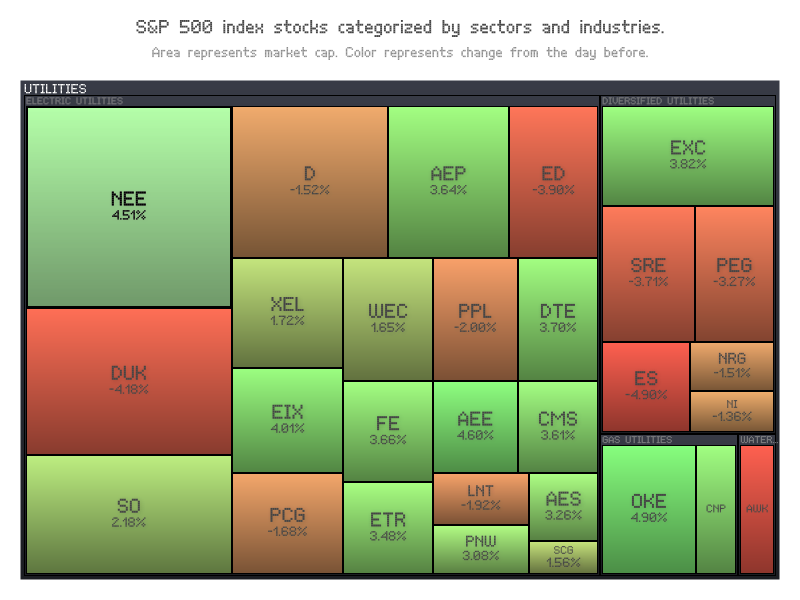 S&P 500 index stocks categorized by sectors and industries.
Area represents market cap. Color represents change from the day before.
UTILITIES
ELECTRIC UTILITIES
NEE
4.51%
DUK
-4.18%
SO
2.18%
D
-1.52%
AEP
3.64%
ED
-3.90%
XEL
1.72%
WEC
1.65%
PPL
-2.00%
DTE
3.70%
EIX
4.01%
FE
3.66%
AEE
4.60%
CMS
3.61%
PCG
-1.68%
ETR
3.48%
LNT
-1.92%
AES
3.26%
PNW
3.08%
SCG
1.56%
DIVERSIFIED UTILITIES
EXC
3.82%
SRE
-3.71%
PEG
-3.27%
ES
-4.90%
NRG
-1.51%
NI
-1.36%
GAS UTILITIES
OKE
4.90%
CNP
WATER...
AWK